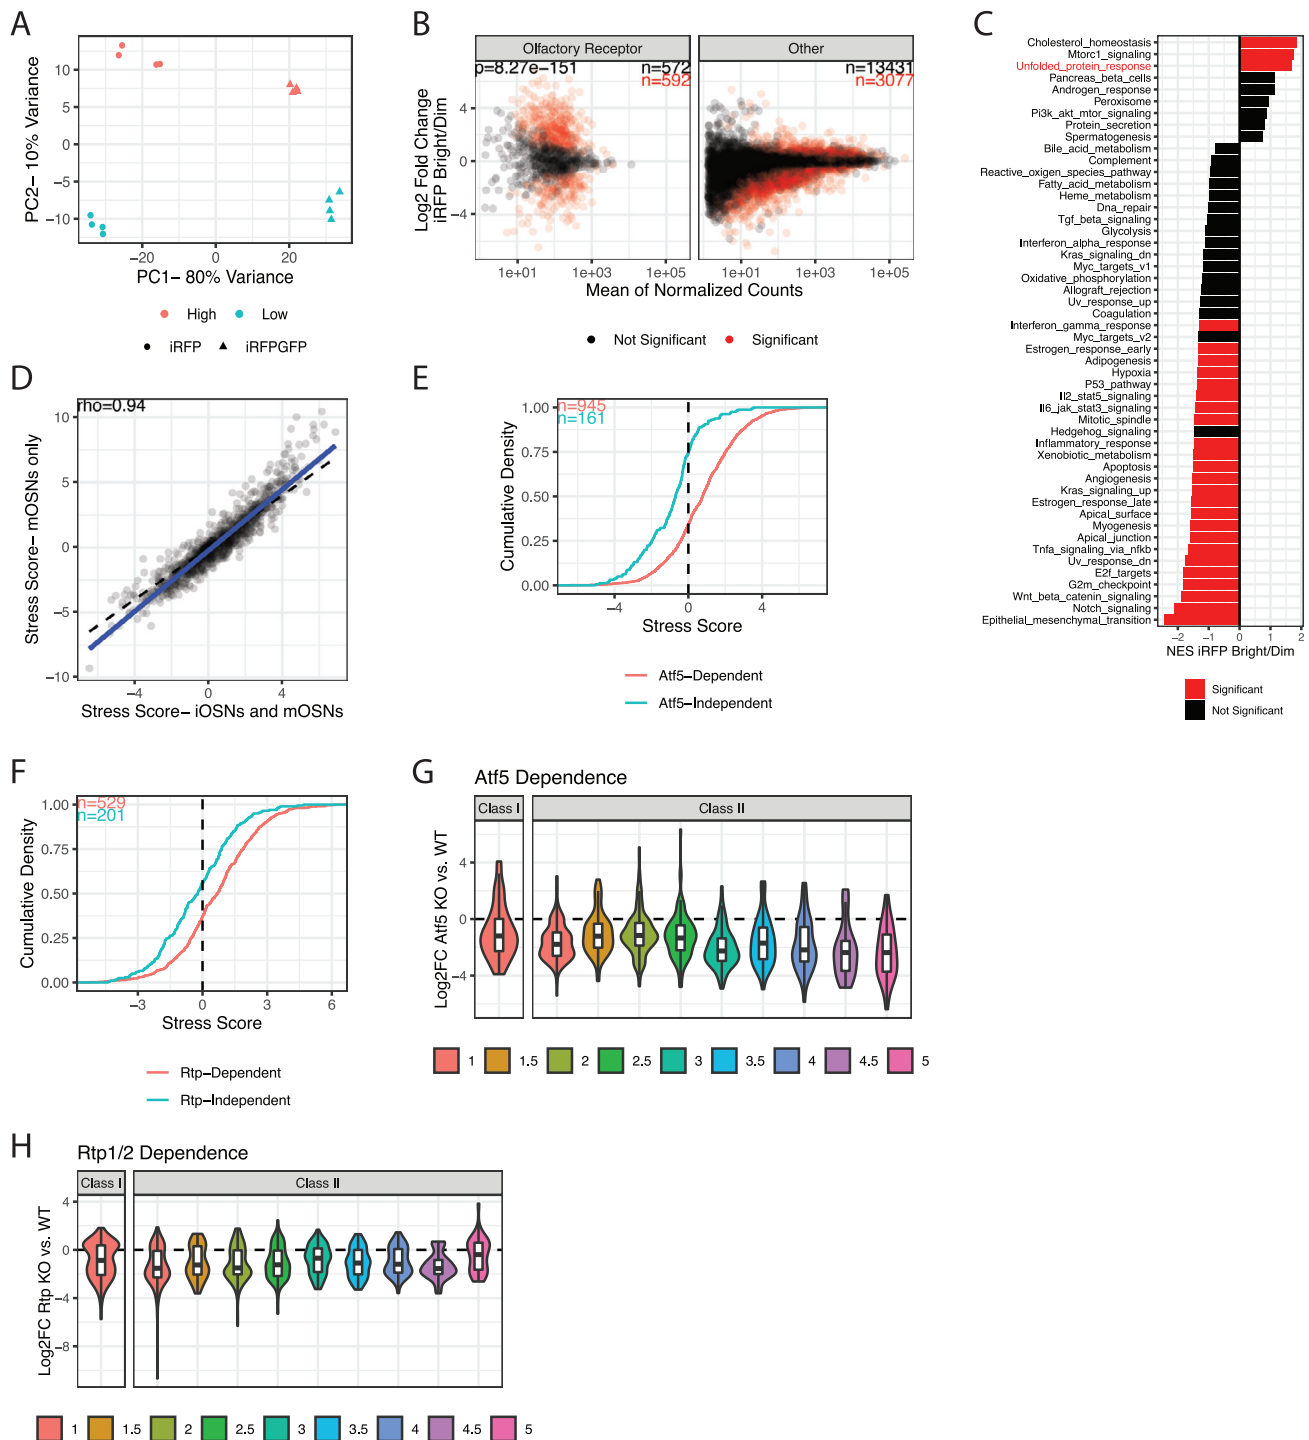 A
10
5
0
−5
−10
PC2− 10% Variance
−20
0
20
PC1− 80% Variance
High
Low
iRFP
iRFPGFP
B
Olfactory Receptor
Other
p=8.27e−151
n=572
n=592
n=13431
n=3077
4
0
−4
Log2 Fold Change
iRFP Bright/Dim
1e+01
1e+03
1e+05
1e+01
1e+03
1e+05
Mean of Normalized Counts
Not Significant
Significant
C
Cholesterol_homeostasis
Mtorc1_signaling
Unfolded_protein_response
Pancreas_beta_cells
Androgen_response
Peroxisome
Pi3k_akt_mtor_signaling
Protein_secretion
Spermatogenesis
Bile_acid_metabolism
Complement
Reactive_oxigen_species_pathway
Fatty_acid_metabolism
Heme_metabolism
Dna_repair
Tgf_beta_signaling
Glycolysis
Interferon_alpha_response
Kras_signaling_dn
Myc_targets_v1
Oxidative_phosphorylation
Allograft_rejection
Uv_response_up
Coagulation
Interferon_gamma_response
Myc_targets_v2
Estrogen_response_early
Adipogenesis
Hypoxia
P53_pathway
Il2_stat5_signaling
Il6_jak_stat3_signaling
Mitotic_spindle
Hedgehog_signaling
Inflammatory_response
Xenobiotic_metabolism
Apoptosis
Angiogenesis
Kras_signaling_up
Estrogen_response_late
Apical_surface
Myogenesis
Apical_junction
Tnfa_signaling_via_nfkb
Uv_response_dn
E2f_targets
G2m_checkpoint
Wnt_beta_catenin_signaling
Notch_signaling
Epithelial_mesenchymal_transition
−2
−1
0
1
2
NES iRFP Bright/Dim
Significant
Not Significant
D
rho=0.94
10
5
0
−5
−10
Stress Score− mOSNs only
−4
0
4
Stress Score− iOSNs and mOSNs
E
n=945
n=161
1.00
0.75
0.50
0.25
0.00
Cumulative Density
−4
0
4
Stress Score
Atf5−Dependent
Atf5−Independent
F
n=529
n=201
1.00
0.75
0.50
0.25
0.00
Cumulative Density
−3
0
3
6
Stress Score
Rtp−Dependent
Rtp−Independent
G
Atf5 Dependence
Class I
Class II
4
0
−4
Log2FC Atf5 KO vs. WT
1
1.5
2
2.5
3
3.5
4
4.5
5
H
Rtp1/2 Dependence
Class I
Class II
4
0
−4
−8
Log2FC Rtp KO vs. WT
1
1.5
2
2.5
3
3.5
4
4.5
5